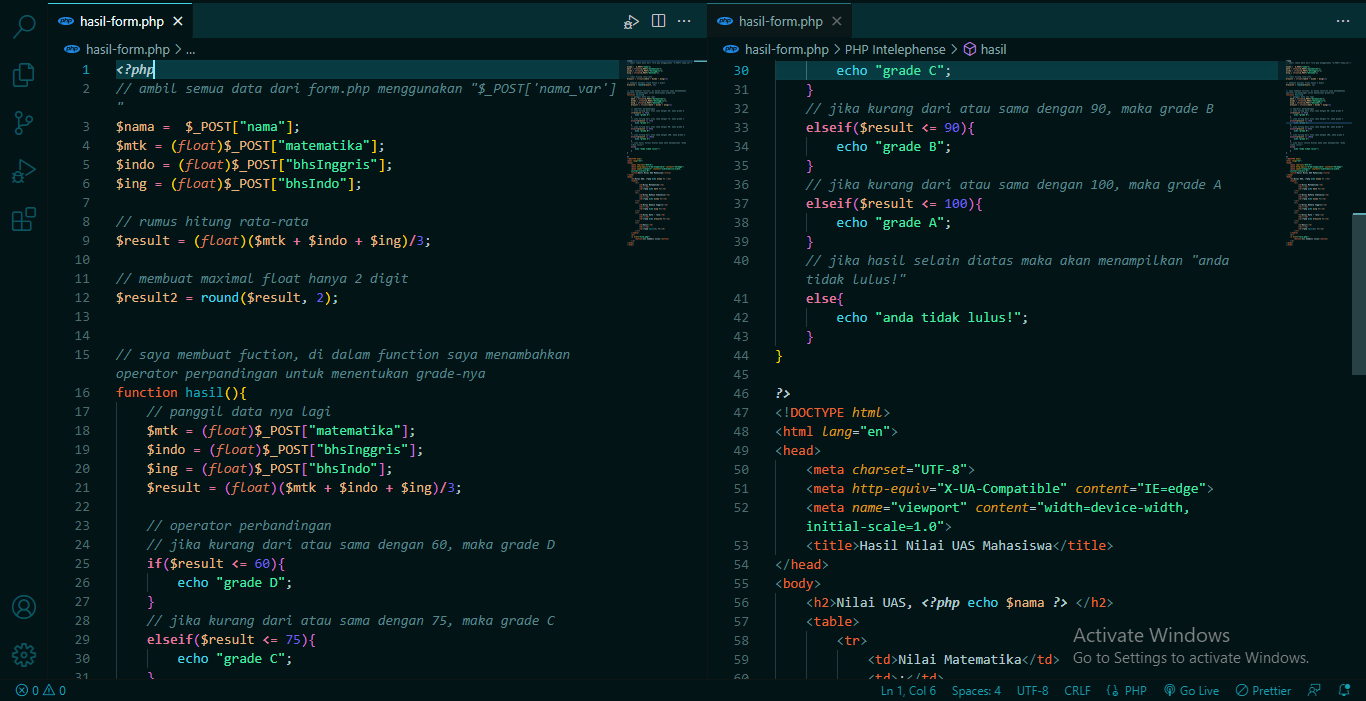 hasil-form.php
hasil-form.php > ...
1 <?php
2 // ambil semua data dari form.php menggunakan "$_POST['nama_var']
"
3 $nama =  $_POST["nama"];
4 $mtk = (float)$_POST["matematika"];
5 $indo = (float)$_POST["bhsInggris"];
6 $ing = (float)$_POST["bhsIndo"];
7
8 // rumus hitung rata-rata
9 $result = (float)($mtk + $indo + $ing)/3;
10
11 // membuat maximal float hanya 2 digit
12 $result2 = round($result, 2);
13
14
15 // saya membuat fuction, di dalam function saya menambahkan
operator perpandingan untuk menentukan grade-nya
16 function hasil(){
17     // panggil data nya lagi
18     $mtk = (float)$_POST["matematika"];
19     $indo = (float)$_POST["bhsInggris"];
20     $ing = (float)$_POST["bhsIndo"];
21     $result = (float)($mtk + $indo + $ing)/3;
22
23     // operator perbandingan
24     // jika kurang dari atau sama dengan 60, maka grade D
25     if($result <= 60){
26         echo "grade D";
27     }
28     // jika kurang dari atau sama dengan 75, maka grade C
29     elseif($result <= 75){
30         echo "grade C";
31     }
hasil-form.php
hasil-form.php > PHP Intelephense > hasil
30         echo "grade C";
31     }
32     // jika kurang dari atau sama dengan 90, maka grade B
33     elseif($result <= 90){
34         echo "grade B";
35     }
36     // jika kurang dari atau sama dengan 100, maka grade A
37     elseif($result <= 100){
38         echo "grade A";
39     }
40     // jika hasil selain diatas maka akan menampilkan "anda
tidak lulus!"
41     else{
42         echo "anda tidak lulus!";
43     }
44 }
45
46 ?>
47 <!DOCTYPE html>
48 <html lang="en">
49 <head>
50     <meta charset="UTF-8">
51     <meta http-equiv="X-UA-Compatible" content="IE=edge">
52     <meta name="viewport" content="width=device-width,
initial-scale=1.0">
53     <title>Hasil Nilai UAS Mahasiswa</title>
54 </head>
55 <body>
56     <h2>Nilai UAS, <?php echo $nama ?> </h2>
57     <table>
58         <tr>
59             <td>Nilai Matematika</td>
60             <td>:</td>
Activate Windows
Go to Settings to activate Windows.
0 0
Ln 1, Col 6 Spaces: 4 UTF-8 CRLF {} PHP Go Live Prettier